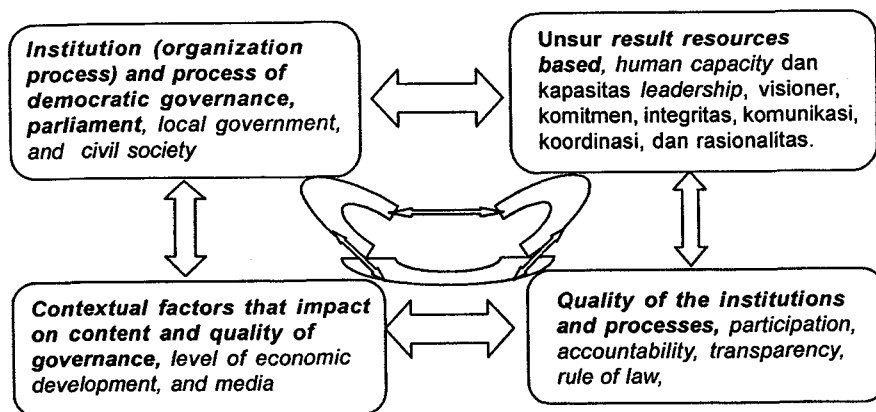 Institution (organization
process) and process of
democratic governance,
parliament, local government,
and civil society
Unsur result resources
based, human capacity dan
kapasitas leadership, visioner,
komitmen, integritas, komunikasi,
koordinasi, dan rasionalitas.
Contextual factors that impact
on content and quality of
governance, level of economic
development, and media
Quality of the institutions
and processes, participation,
accountability, transparency,
rule of law,